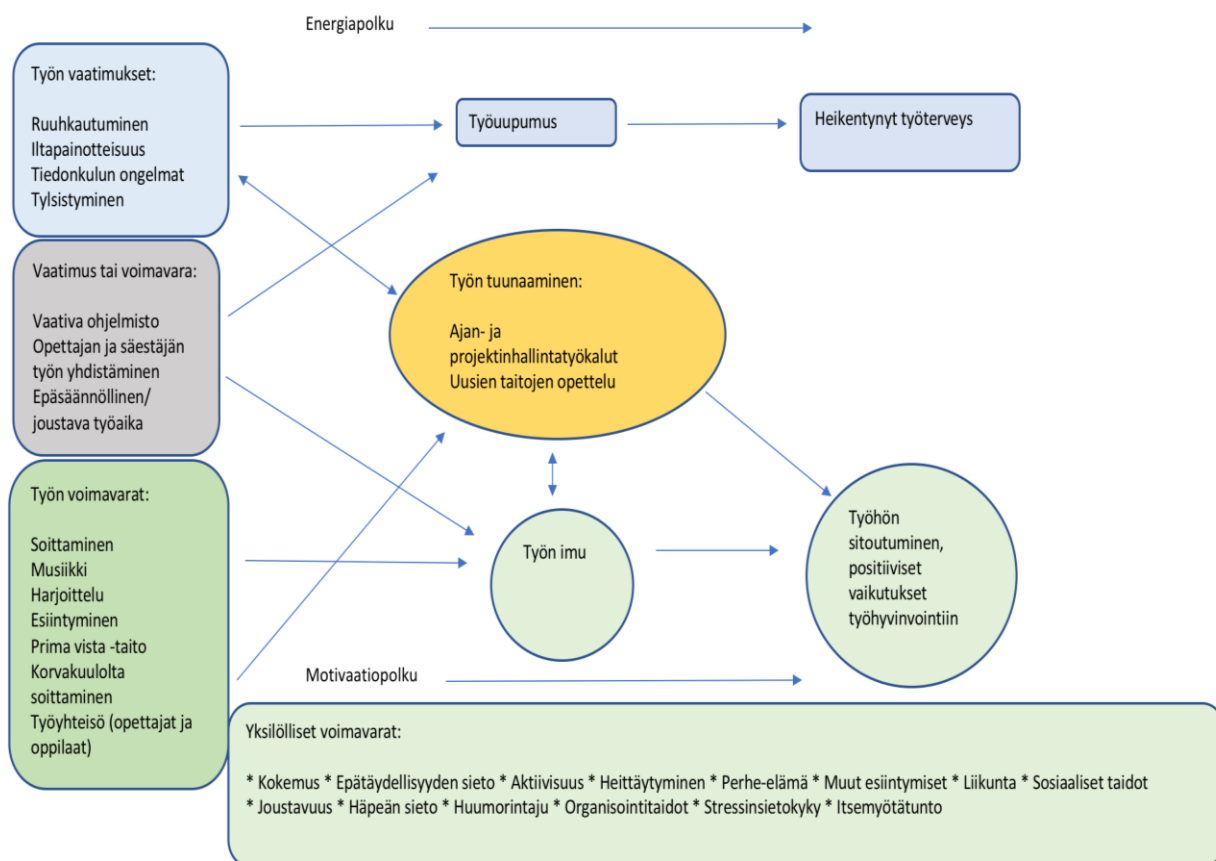 Energiapolku
Työn vaatimukset:
Ruuhkautuminen
Iltapainotteisuus
Tiedonkulun ongelmat
Tylsistyminen
Työuupumus
Heikentynyt työterveys
Vaatimus tai voimavara:
Vaativa ohjelmisto
Opettajan ja säestäjän
työn yhdistäminen
Epäsäännöllinen/
joustava työaika
Työn tuunaaminen:
Ajan- ja
projektinhallintatyökalut
Uusien taitojen opettelu
Työn voimavarat:
Soittaminen
Musiikki
Harjoittelu
Esiintyminen
Prima vista -taito
Korvakuulolta
soittaminen
Työyhteisö (opettajat ja
oppilaat)
Työn imu
Työhön
sitoutuminen,
positiiviset
vaikutukset
työhyvinvointiin
Motivaatiopolku
Yksilölliset voimavarat:
* Kokemus * Epätäydellisyyden sieto * Aktiivisuus * Heittäytyminen * Perhe-elämä * Muut esiintymiset * Liikunta * Sosiaaliset taidot
* Joustavuus * Häpeän sieto * Huumorintaju * Organisointitaidot * Stressinsietokyky * Itsemyötätunto